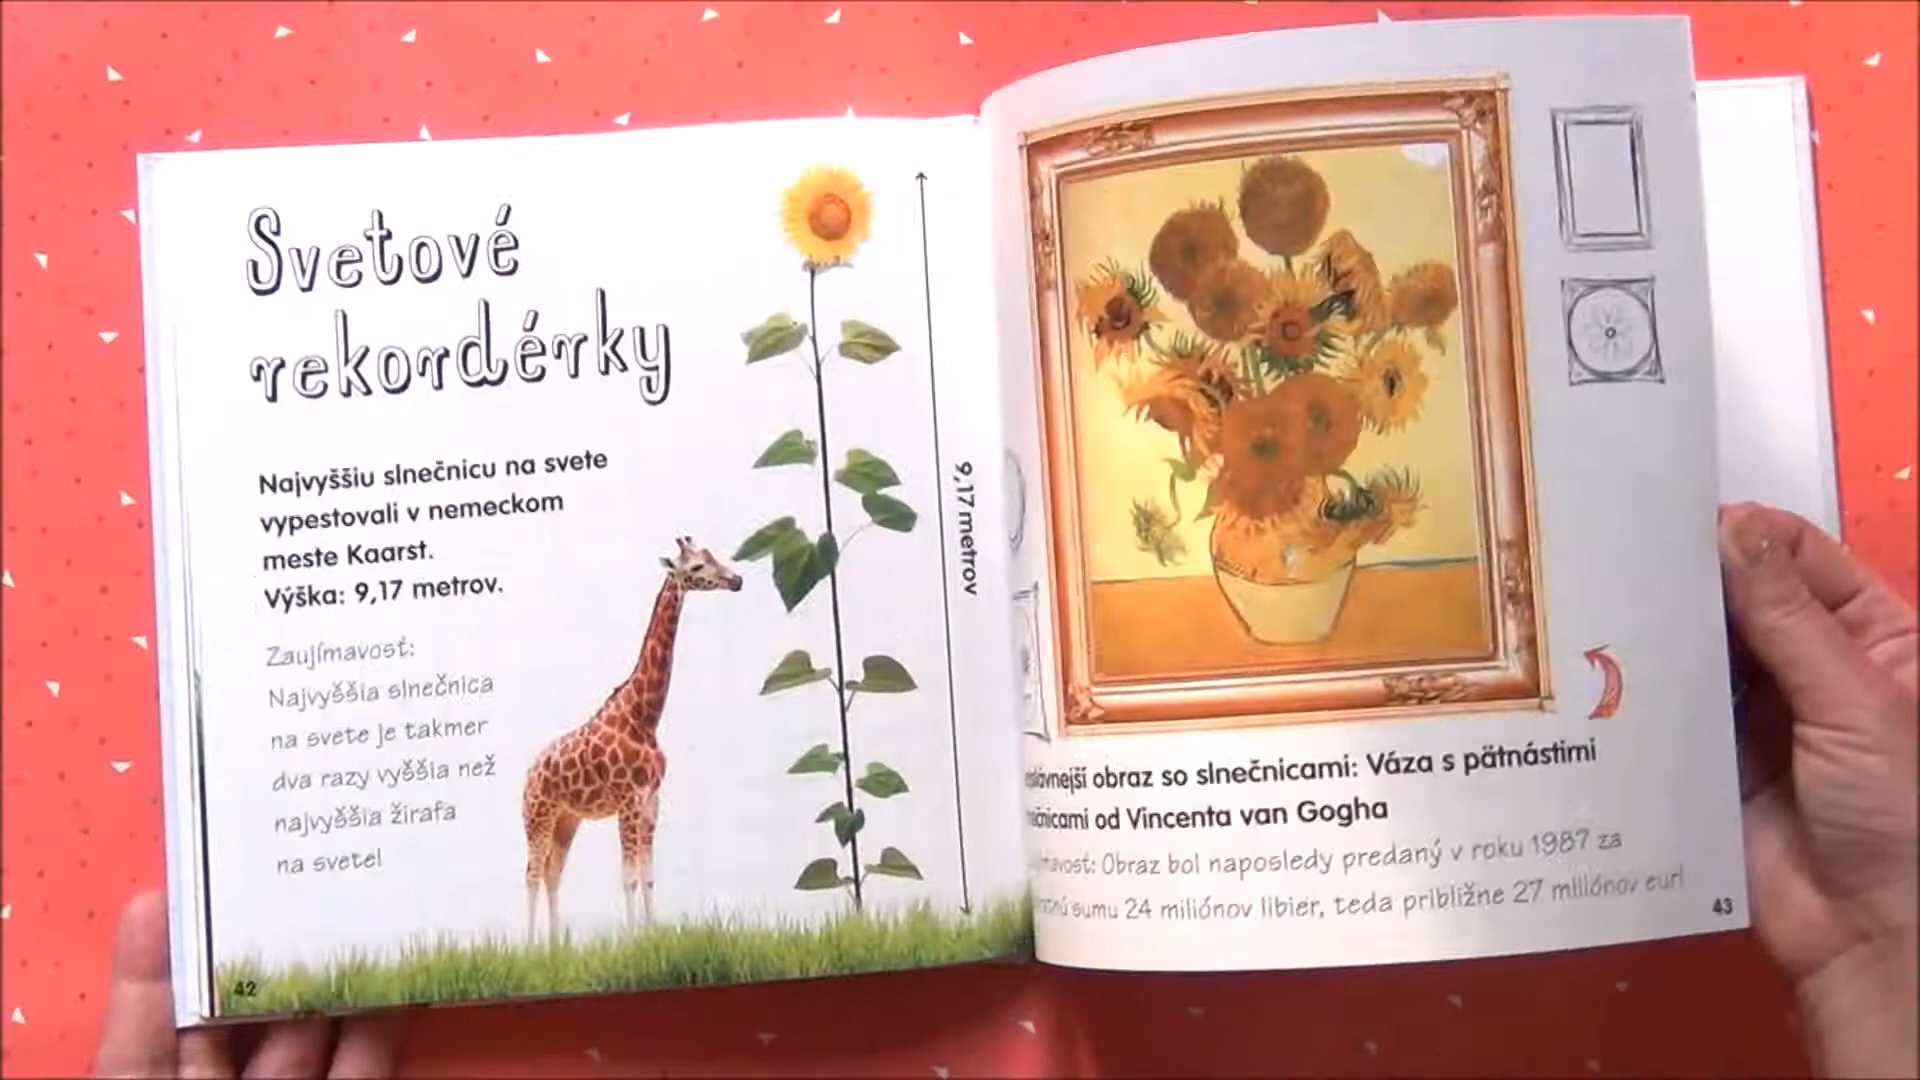 Svetové
rekordérky
Najvyššiu slnečnicu na svete
vypestovali v nemeckom
meste Kaarst.
Výška: 9,17 metrov.
Zaujímavosť:
Najvyššia slnečnica
na svete je takmer
dva razy vyššia než
najvyššia žirafa
na svete!
9,17 metrov
42
obraz so slnečnicami: Váza s pätnástimi
od Vincenta van Gogha
Obraz bol naposledy predaný v roku 1987 za
sumu 24 miliónov libier, teda približne 27 miliónov eur!
43